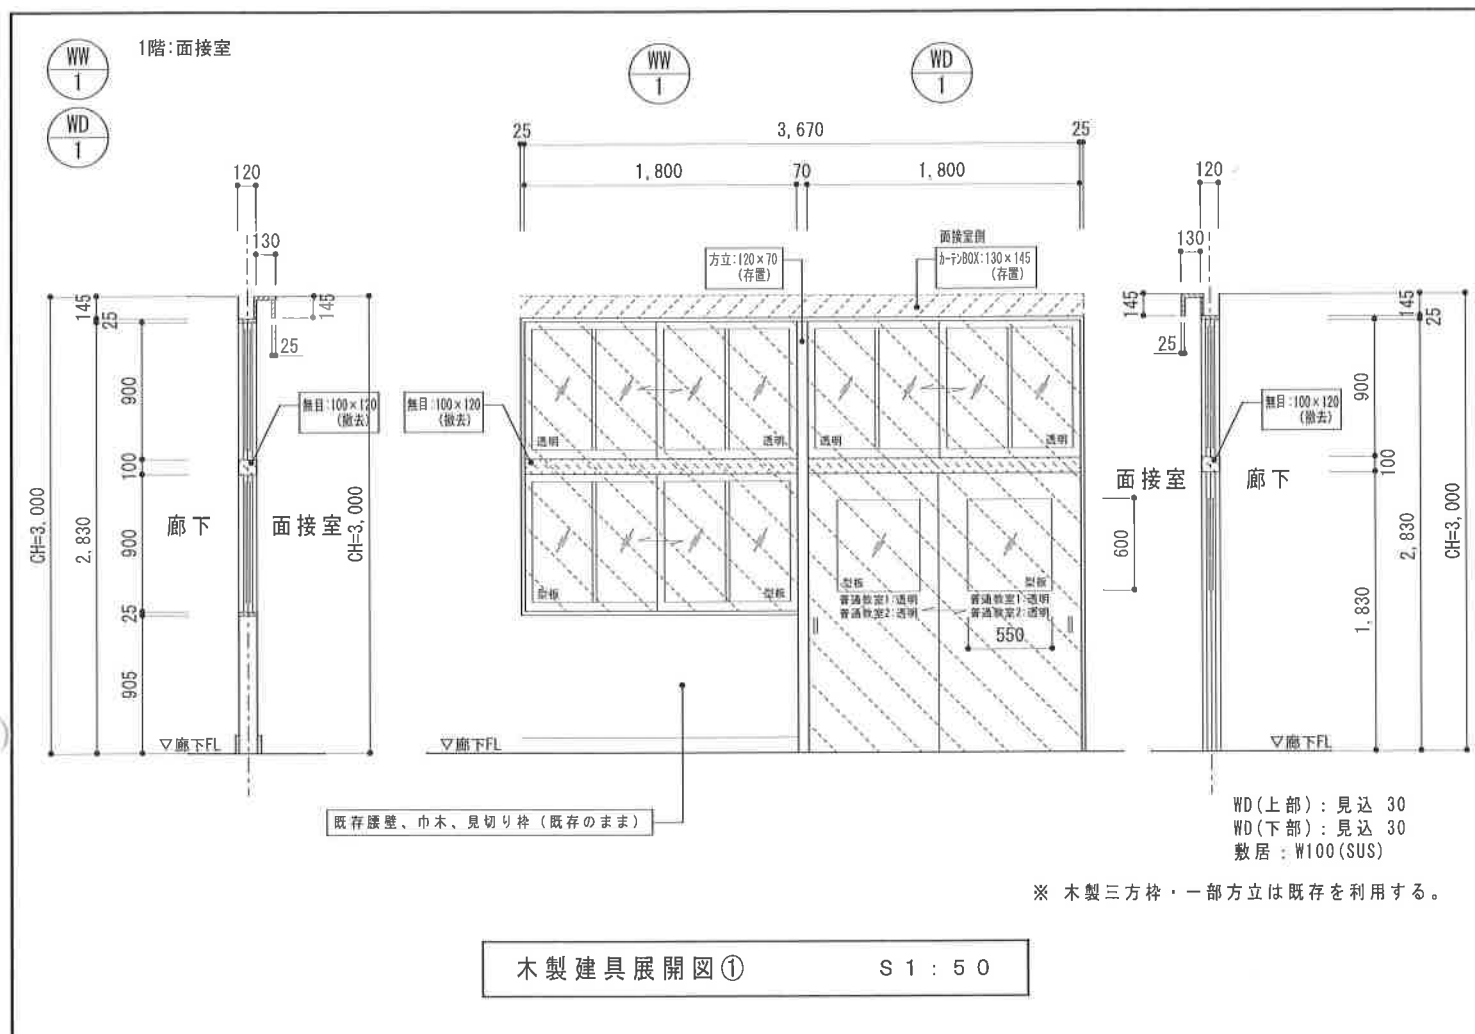 WW
1
1階:面接室
WD
1
WW
1
WD
1
25
3,670
25
1,800
70
1,800
120
130
145
25
145
25
900
100
900
25
905
2,830
CH=3,000
CH=3,000
無目:100×120
(撤去)
廊下
面接室
▽廊下FL
無目:100×120
(撤去)
方立:120×70
(存置)
面接室側
カーテンBOX:130×145
(存置)
透明
透明
透明
透明
型板
型板
型板
型板
普通教室1:透明
普通教室2:透明
普通教室1:透明
普通教室2:透明
550
▽廊下FL
既存腰壁、巾木、見切り枠(既存のまま)
120
130
145
25
145
25
900
100
600
1,830
2,830
CH=3,000
無目:100×120
(撤去)
面接室
廊下
▽廊下FL
WD(上部):見込 30
WD(下部):見込 30
敷居:W100(SUS)
※ 木製三方枠・一部方立は既存を利用する。
木製建具展開図① S1:50